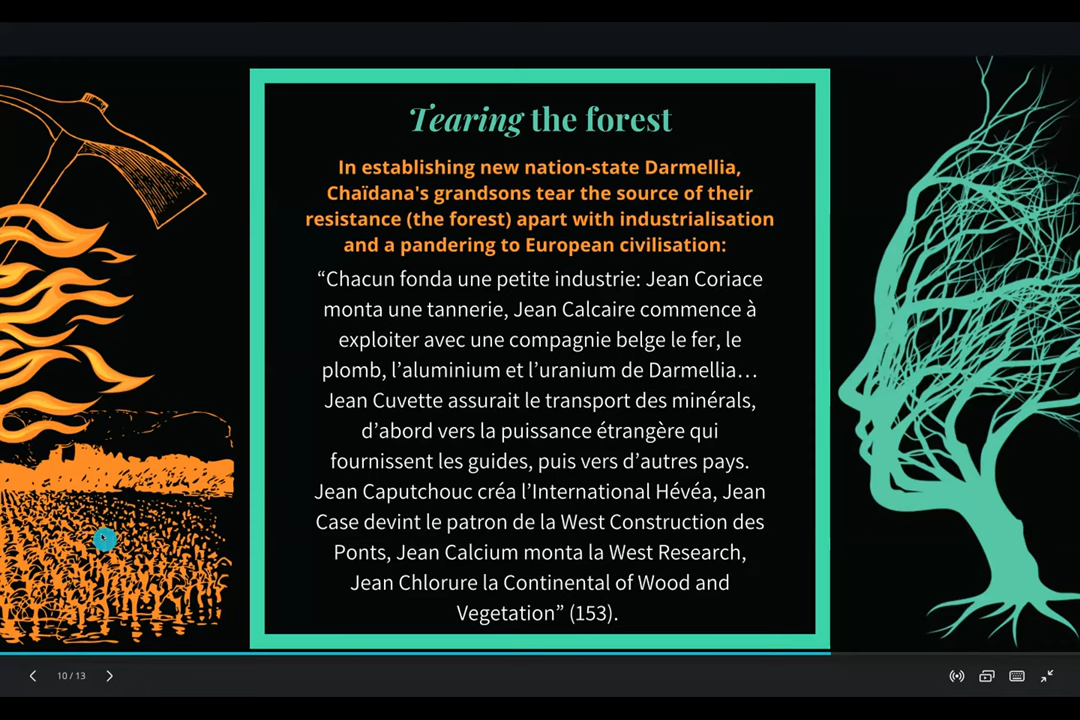 Tearing the forest
In establishing new nation-state Darmellia,
Chaïdana's grandsons tear the source of their
resistance (the forest) apart with industrialisation
and a pandering to European civilisation:
“Chacun fonda une petite industrie: Jean Coriace
monta une tannerie, Jean Calcaire commence à
exploiter avec une compagnie belge le fer, le
plomb, l’aluminium et l’uranium de Darmellia…
Jean Cuvette assurait le transport des minérals,
d’abord vers la puissance étrangère qui
fournissent les guides, puis vers d’autres pays.
Jean Caputchouc créa l’International Hévéa, Jean
Case devint le patron de la West Construction des
Ponts, Jean Calcium monta la West Research,
Jean Chlorure la Continental of Wood and
Vegetation” (153).
10 / 13